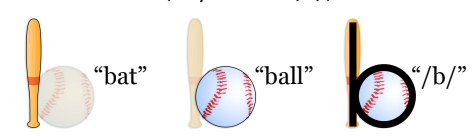 “bat” “ball” “/b/”